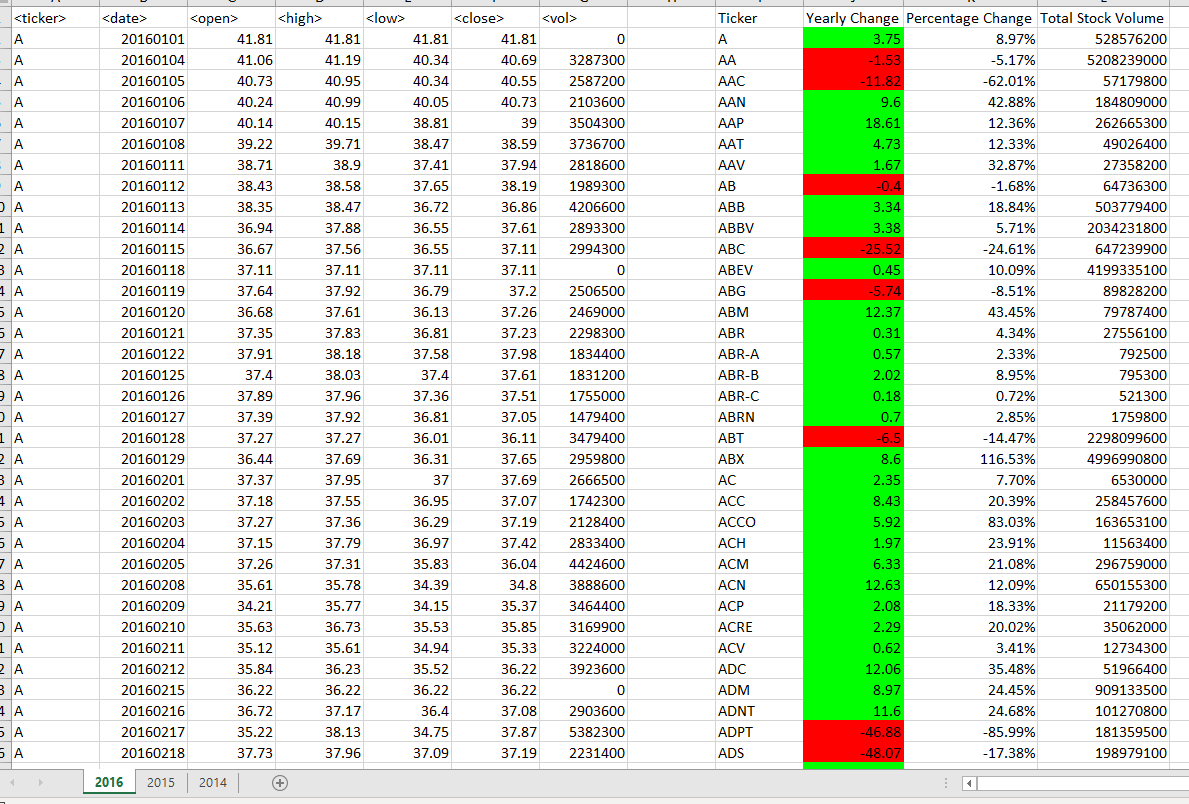 <ticker> <date> <open> <high> <low> <close> <vol> Ticker Yearly Change Percentage Change Total Stock Volume
A 20160101 41.81 41.81 41.81 41.81 0 A 3.75 8.97% 528576200
A 20160104 41.06 41.19 40.34 40.69 3287300 AA -1.53 -5.17% 5208239000
A 20160105 40.73 40.95 40.34 40.55 2587200 AAC -11.82 -62.01% 57179800
A 20160106 40.24 40.99 40.05 40.73 2103600 AAN 9.6 42.88% 184809000
A 20160107 40.14 40.15 38.81 39 3504300 AAP 18.61 12.36% 262665300
A 20160108 39.22 39.71 38.47 38.59 3736700 AAT 4.73 12.33% 49026400
A 20160111 38.71 38.9 37.41 37.94 2818600 AAV 1.67 32.87% 27358200
A 20160112 38.43 38.58 37.65 38.19 1989300 AB -0.4 -1.68% 64736300
A 20160113 38.35 38.47 36.72 36.86 4206600 ABB 3.34 18.84% 503779400
A 20160114 36.94 37.88 36.55 37.61 2893300 ABBV 3.38 5.71% 2034231800
A 20160115 36.67 37.56 36.55 37.11 2994300 ABC -25.52 -24.61% 647239900
A 20160118 37.11 37.11 37.11 37.11 0 ABEV 0.45 10.09% 4199335100
A 20160119 37.64 37.92 36.79 37.2 2506500 ABG -5.74 -8.51% 89828200
A 20160120 36.68 37.61 36.13 37.26 2469000 ABM 12.37 43.45% 79787400
A 20160121 37.35 37.83 36.81 37.23 2298300 ABR 0.31 4.34% 27556100
A 20160122 37.91 38.18 37.58 37.98 1834400 ABR-A 0.57 2.33% 792500
A 20160125 37.4 38.03 37.4 37.61 1831200 ABR-B 2.02 8.95% 795300
A 20160126 37.89 37.96 37.36 37.51 1755000 ABR-C 0.18 0.72% 521300
A 20160127 37.39 37.92 36.81 37.05 1479400 ABRN 0.7 2.85% 1759800
A 20160128 37.27 37.27 36.01 36.11 3479400 ABT -6.5 -14.47% 2298099600
A 20160129 36.44 37.69 36.31 37.65 2959800 ABX 8.6 116.53% 4996990800
A 20160201 37.37 37.95 37 37.69 2666500 AC 2.35 7.70% 6530000
A 20160202 37.18 37.55 36.95 37.07 1742300 ACC 8.43 20.39% 258457600
A 20160203 37.27 37.36 36.29 37.19 2128400 ACCO 5.92 83.03% 163653100
A 20160204 37.15 37.79 36.97 37.42 2833400 ACH 1.97 23.91% 11563400
A 20160205 37.26 37.31 35.83 36.04 4424600 ACM 6.33 21.08% 296759000
A 20160208 35.61 35.78 34.39 34.8 3888600 ACN 12.63 12.09% 650155300
A 20160209 34.21 35.77 34.15 35.37 3464400 ACP 2.08 18.33% 21179200
A 20160210 35.63 36.73 35.53 35.85 3169900 ACRE 2.29 20.02% 35062000
A 20160211 35.12 35.61 34.94 35.33 3224000 ACV 0.62 3.41% 12734300
A 20160212 35.84 36.23 35.52 36.22 3923600 ADC 12.06 35.48% 51966400
A 20160215 36.22 36.22 36.22 36.22 0 ADM 8.97 24.45% 909133500
A 20160216 36.72 37.17 36.4 37.08 2903600 ADNT 11.6 24.68% 101270800
A 20160217 35.22 38.13 34.75 37.87 5382300 ADPT -46.88 -85.99% 181359500
A 20160218 37.73 37.96 37.09 37.19 2231400 ADS -48.07 -17.38% 198979100
2016 2015 2014